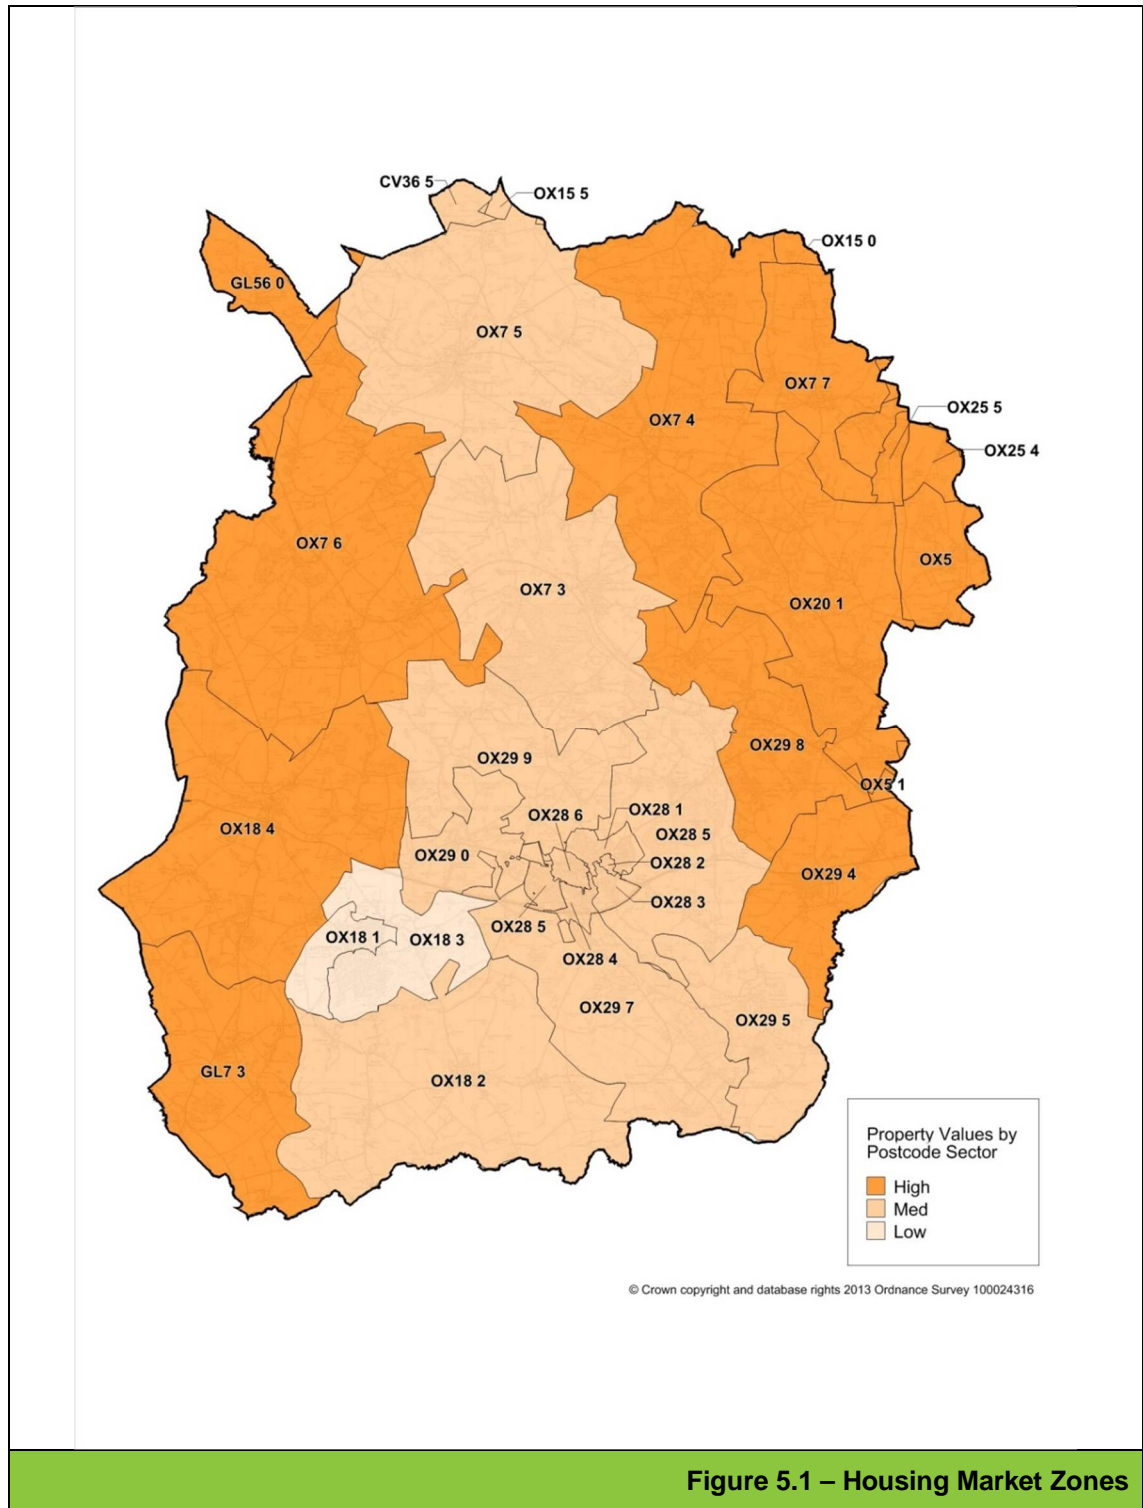 CV36 5
OX15 5
OX15 0
GL56 0
OX7 5
OX7 7
OX25 5
OX7 4
OX25 4
OX7 6
OX5
OX7 3
OX20 1
OX29 8
OX29 9
OX5 1
OX28 6
OX28 1
OX18 4
OX28 5
OX29 0
OX28 2
OX29 4
OX28 3
OX28 5
OX18 1
OX18 3
OX28 4
OX29 7
OX29 5
GL7 3
OX18 2
Property Values by
Postcode Sector
High
Med
Low
© Crown copyright and database rights 2013 Ordnance Survey 100024316
Figure 5.1 – Housing Market Zones